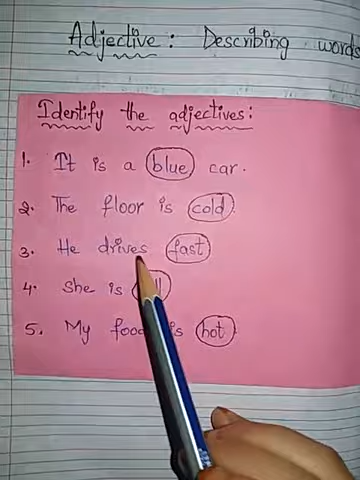 Adjective: Describing words
Identify the adjectives:
1. It is a blue car.
2. The floor is cold.
3. He drives fast
4. She is
5. My food is hot.